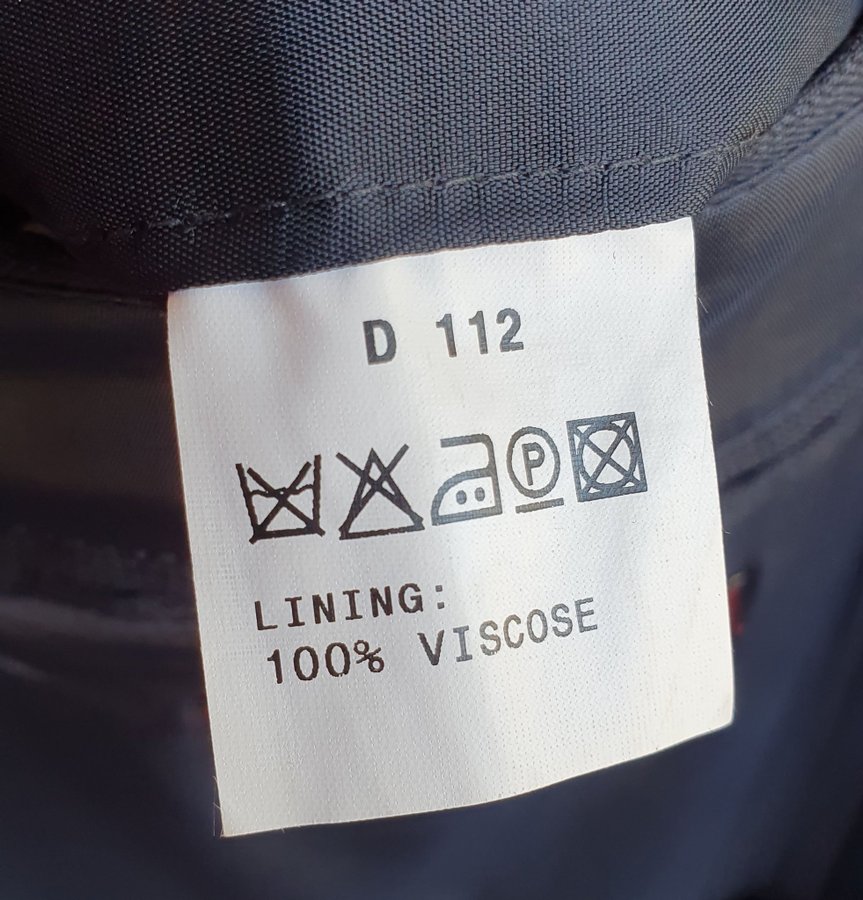 D 112
P
LINING:
100% VISCOSE